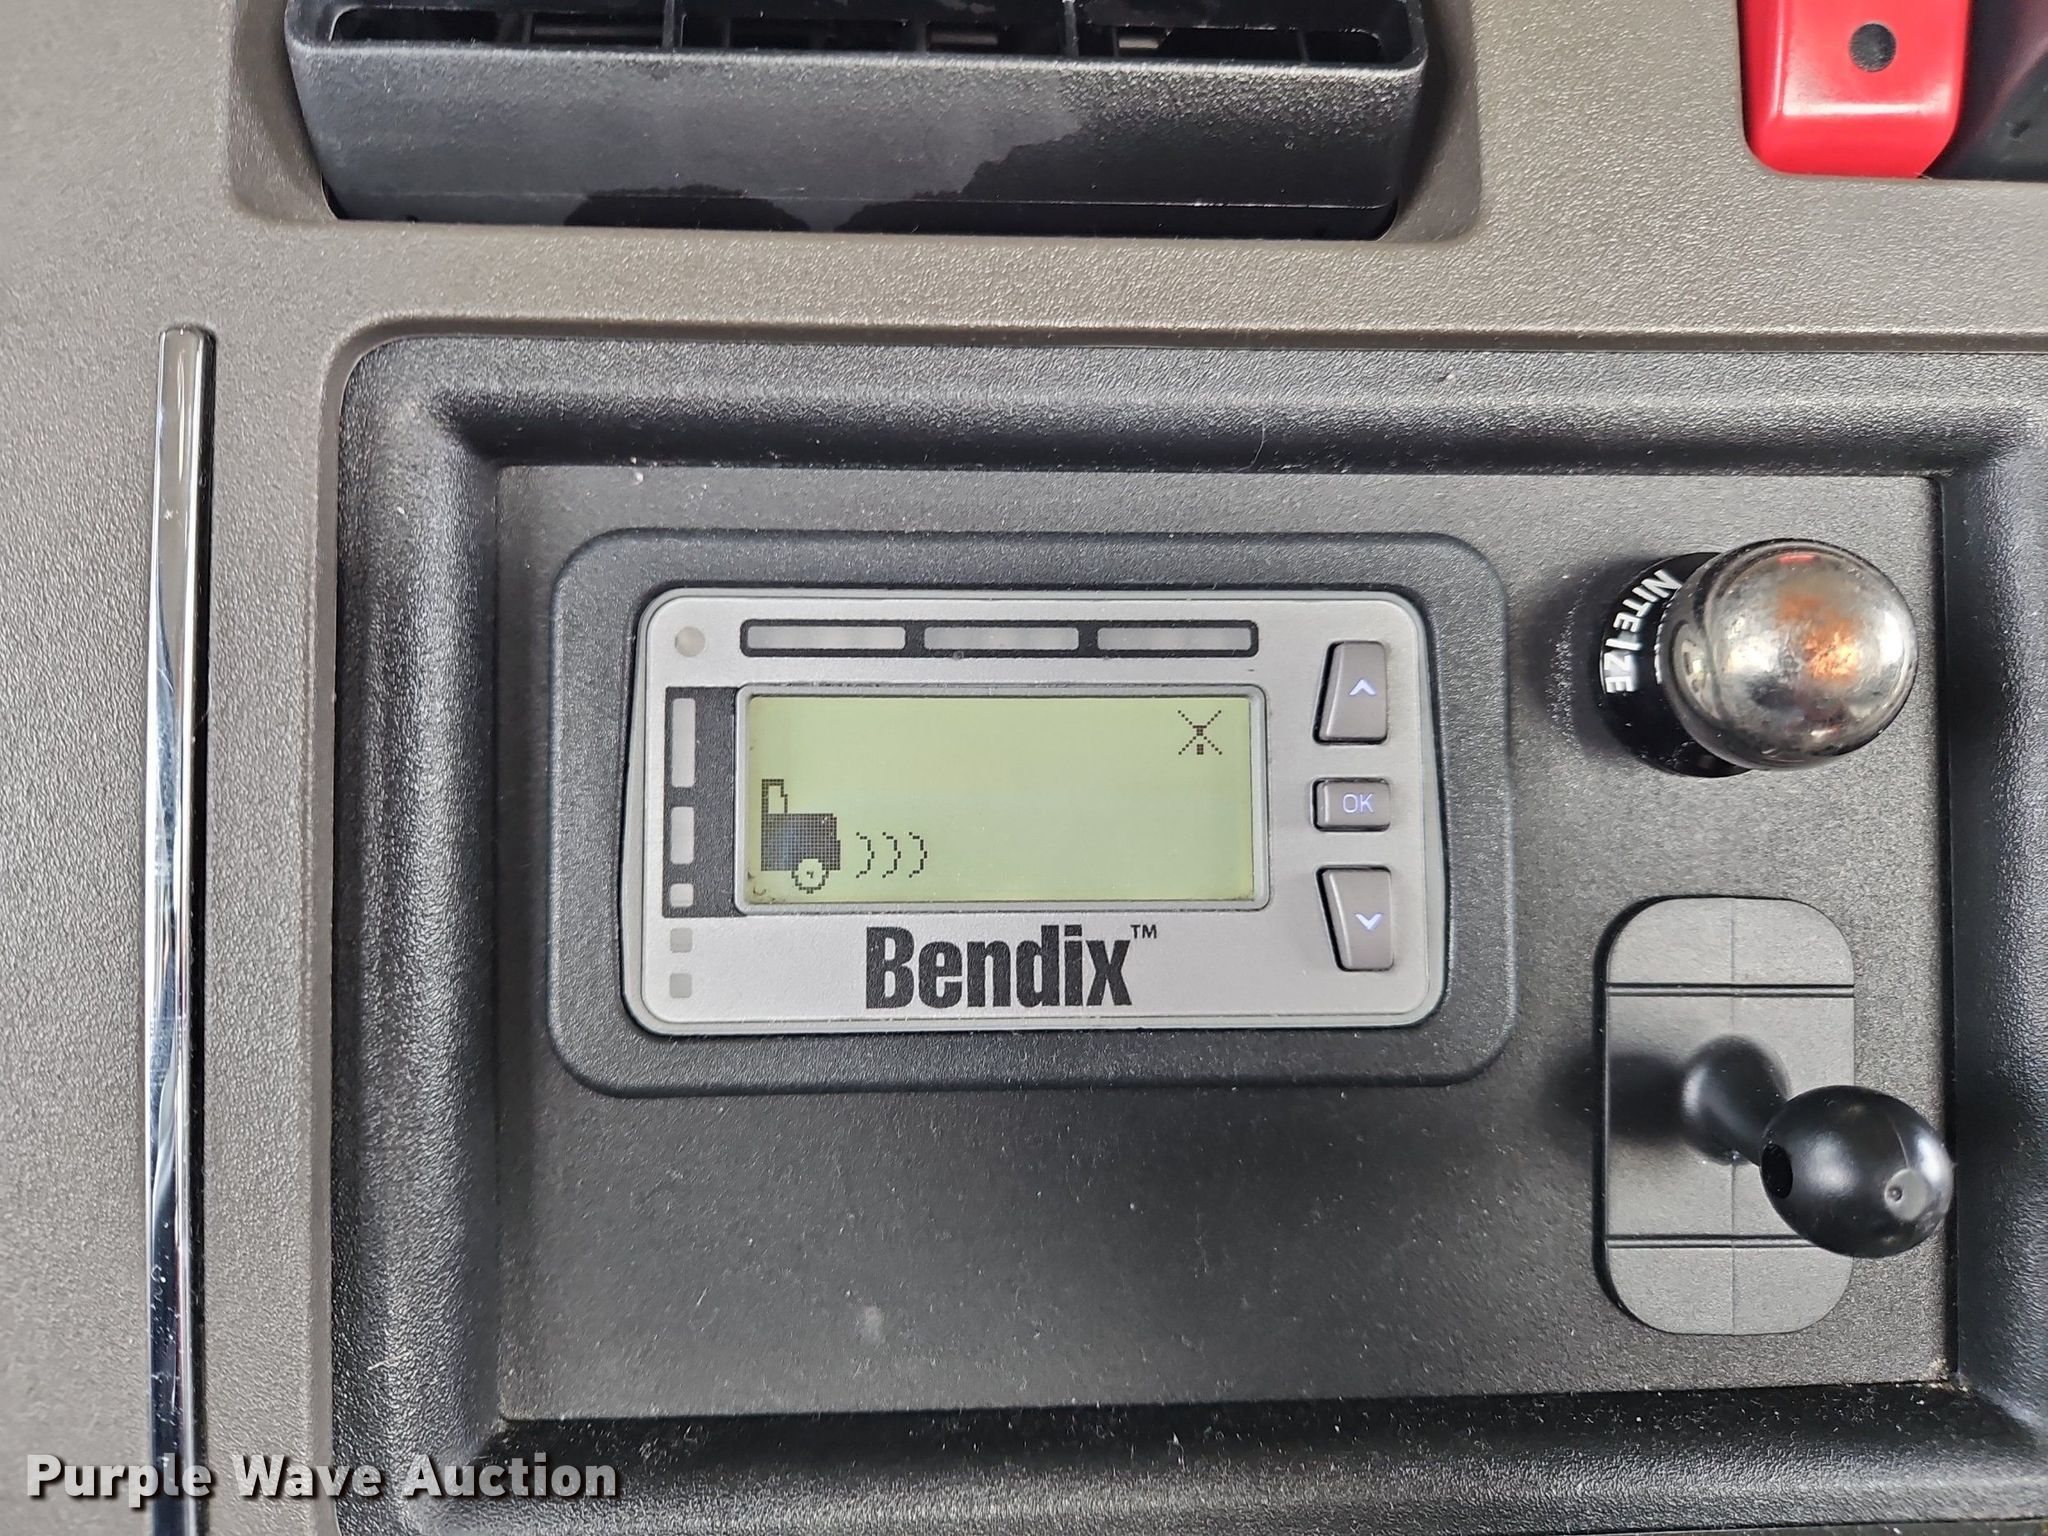 NITE IZE
OK
Bendix™
Purple Wave Auction